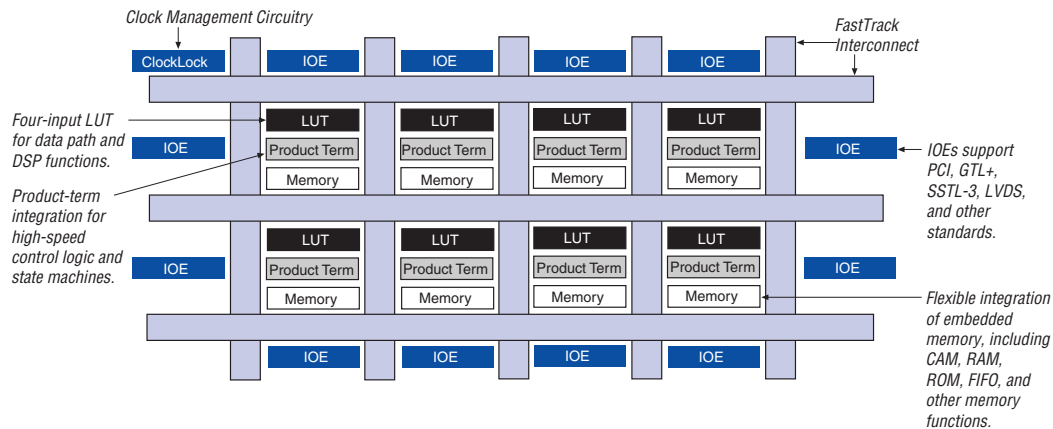 Clock Management Circuitry
FastTrack
Interconnect
ClockLock
IOE
IOE
IOE
IOE
Four-input LUT
for data path and
DSP functions.
LUT
LUT
LUT
LUT
IOE
Product Term
Product Term
Product Term
Product Term
IOE
Memory
Memory
Memory
Memory
IOEs support
PCI, GTL+,
SSTL-3, LVDS,
and other
standards.
Product-term
integration for
high-speed
control logic and
state machines.
LUT
LUT
LUT
LUT
IOE
Product Term
Product Term
Product Term
Product Term
IOE
Memory
Memory
Memory
Memory
Flexible integration
of embedded
memory, including
CAM, RAM,
ROM, FIFO, and
other memory
functions.
IOE
IOE
IOE
IOE